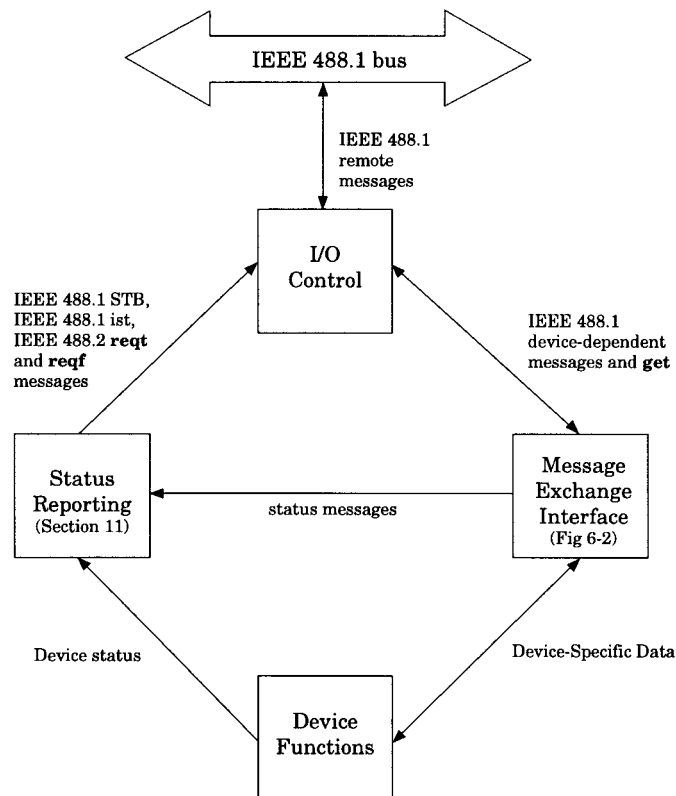 IEEE 488.1 bus
IEEE 488.1
remote
messages
I/O
Control
IEEE 488.1 STB,
IEEE 488.1 ist,
IEEE 488.2 reqt
and reqf
messages
IEEE 488.1
device-dependent
messages and get
Status
Reporting
(Section 11)
status messages
Message
Exchange
Interface
(Fig 6-2)
Device status
Device-Specific Data
Device
Functions